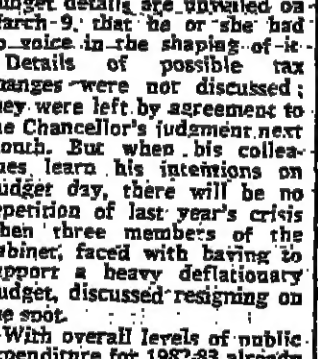 details are unveiled on
March 9, that he or she had
no voice in the shaping of it
Details of possible tax
changes were not discussed;
they were left by agreement to
the Chancellor's judgment next
month. But when his collea-
gues learn his intentions on
Budget day, there will be no
repetition of last year's crisis
when three members of the
Cabinet, faced with having to
support a heavy deflationary
budget, discussed resigning on
the spot.
With overall levels of public
expenditure for 1982-83 already